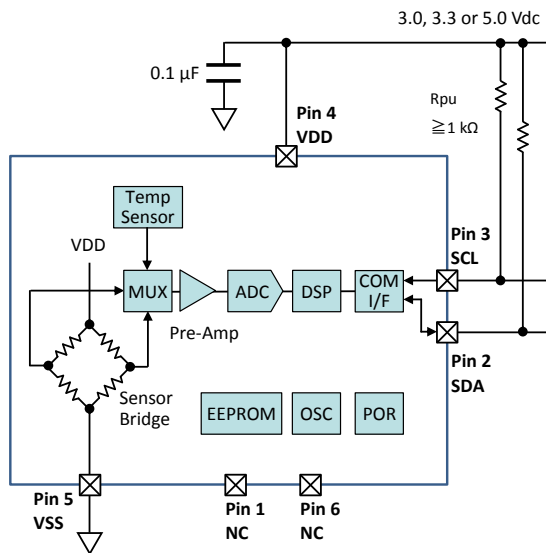 3.0, 3.3 or 5.0 Vdc
0.1 µF
Rpu
≧1 kΩ
Pin 4
VDD
Temp
Sensor
VDD
Pin 3
SCL
MUX
ADC
DSP
COM
I/F
Pre-Amp
Pin 2
SDA
Sensor
Bridge
EEPROM
OSC
POR
Pin 5
VSS
Pin 1
NC
Pin 6
NC